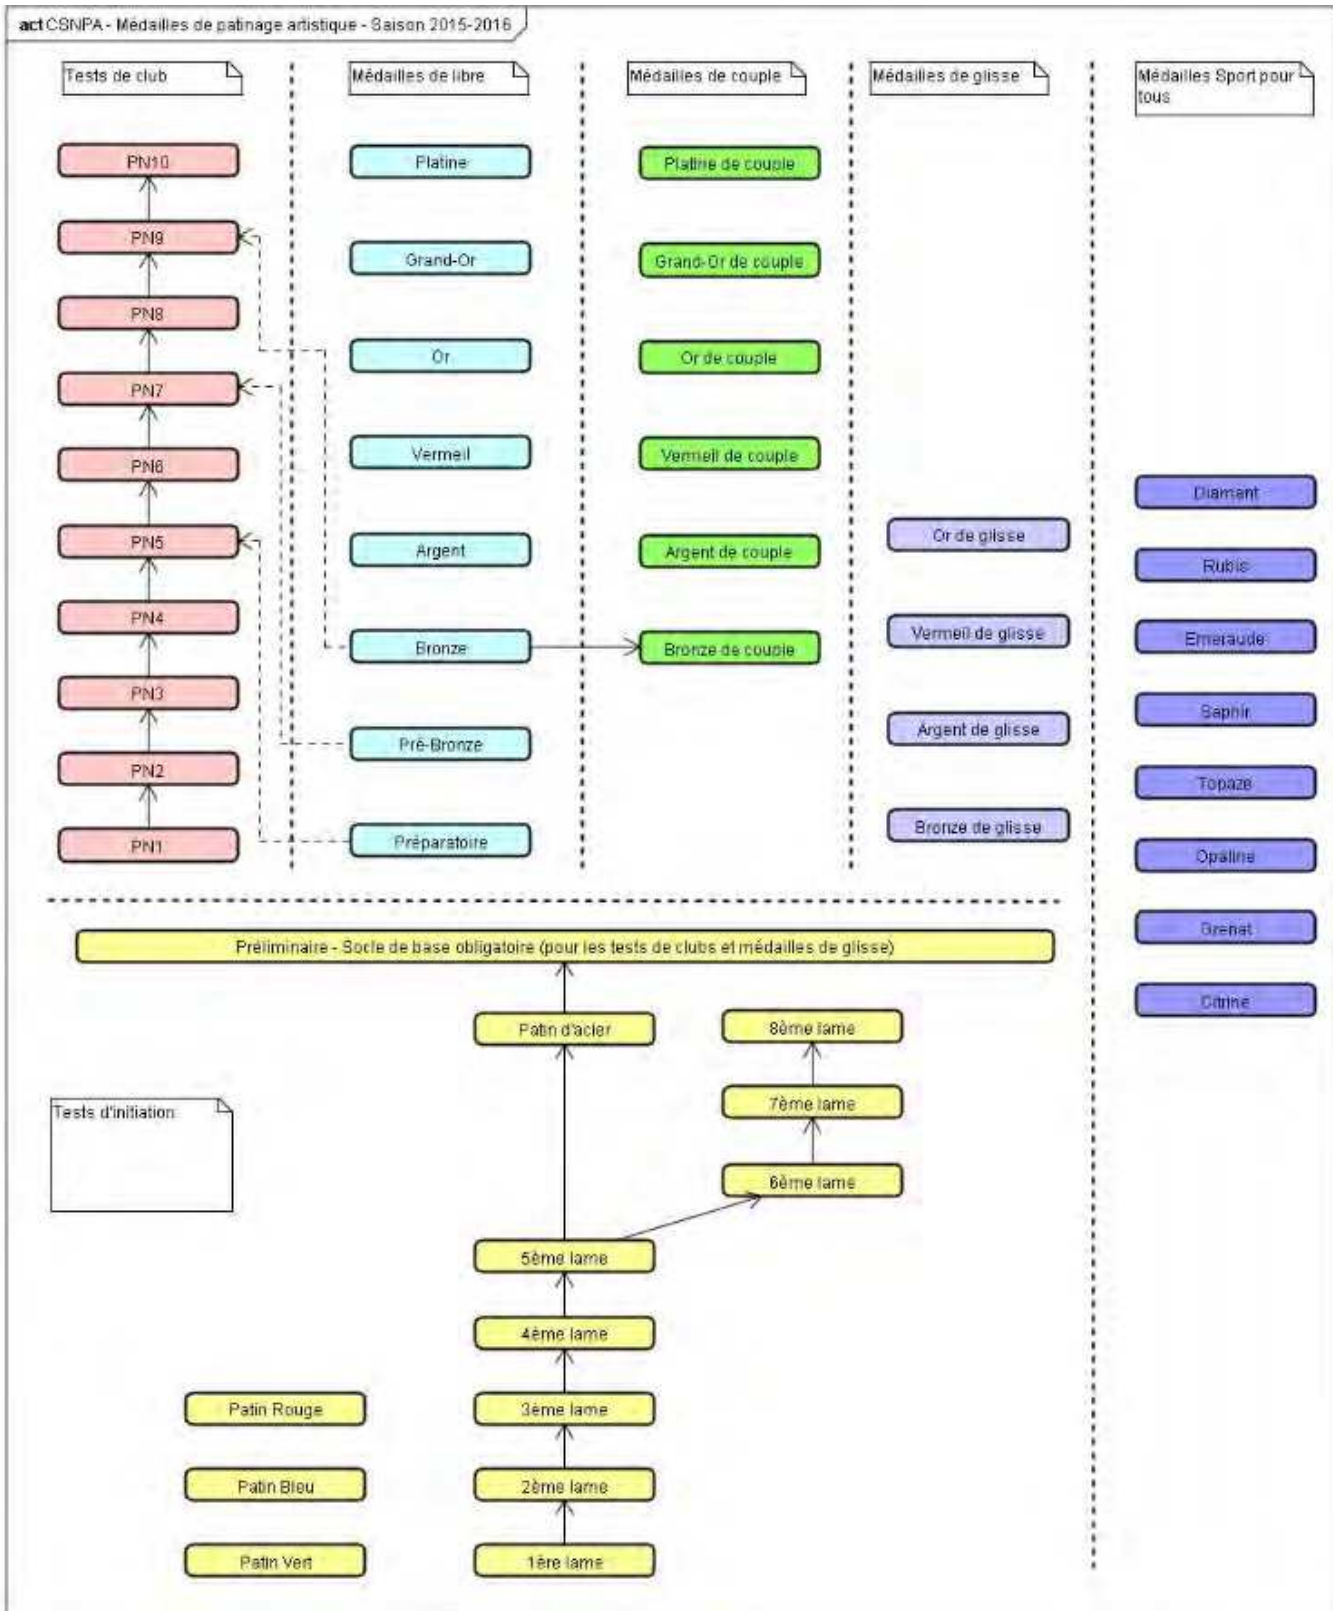 act CSNPA - Médailles de patinage artistique - Saison 2015-2016
Tests de club
Médailles de libre
Médailles de couple
Médailles de glisse
Médailles Sport pour
tous
PN10
PN9
PN8
PN7
PN6
PN5
PN4
PN3
PN2
PN1
Platine
Grand-Or
Or
Vermeil
Argent
Bronze
Pré-Bronze
Préparatoire
Platine de couple
Grand-Or de couple
Or de couple
Vermeil de couple
Argent de couple
Bronze de couple
Or de glisse
Vermeil de glisse
Argent de glisse
Bronze de glisse
Diamant
Rubis
Emeraude
Saphir
Topaze
Opaline
Grenat
Citrine
Préliminaire - Socle de base obligatoire (pour les tests de clubs et médailles de glisse)
Patin d'acier
8ème lame
7ème lame
6ème lame
Tests d'initiation
5ème lame
4ème lame
3ème lame
2ème lame
1ère lame
Patin Rouge
Patin Bleu
Patin Vert